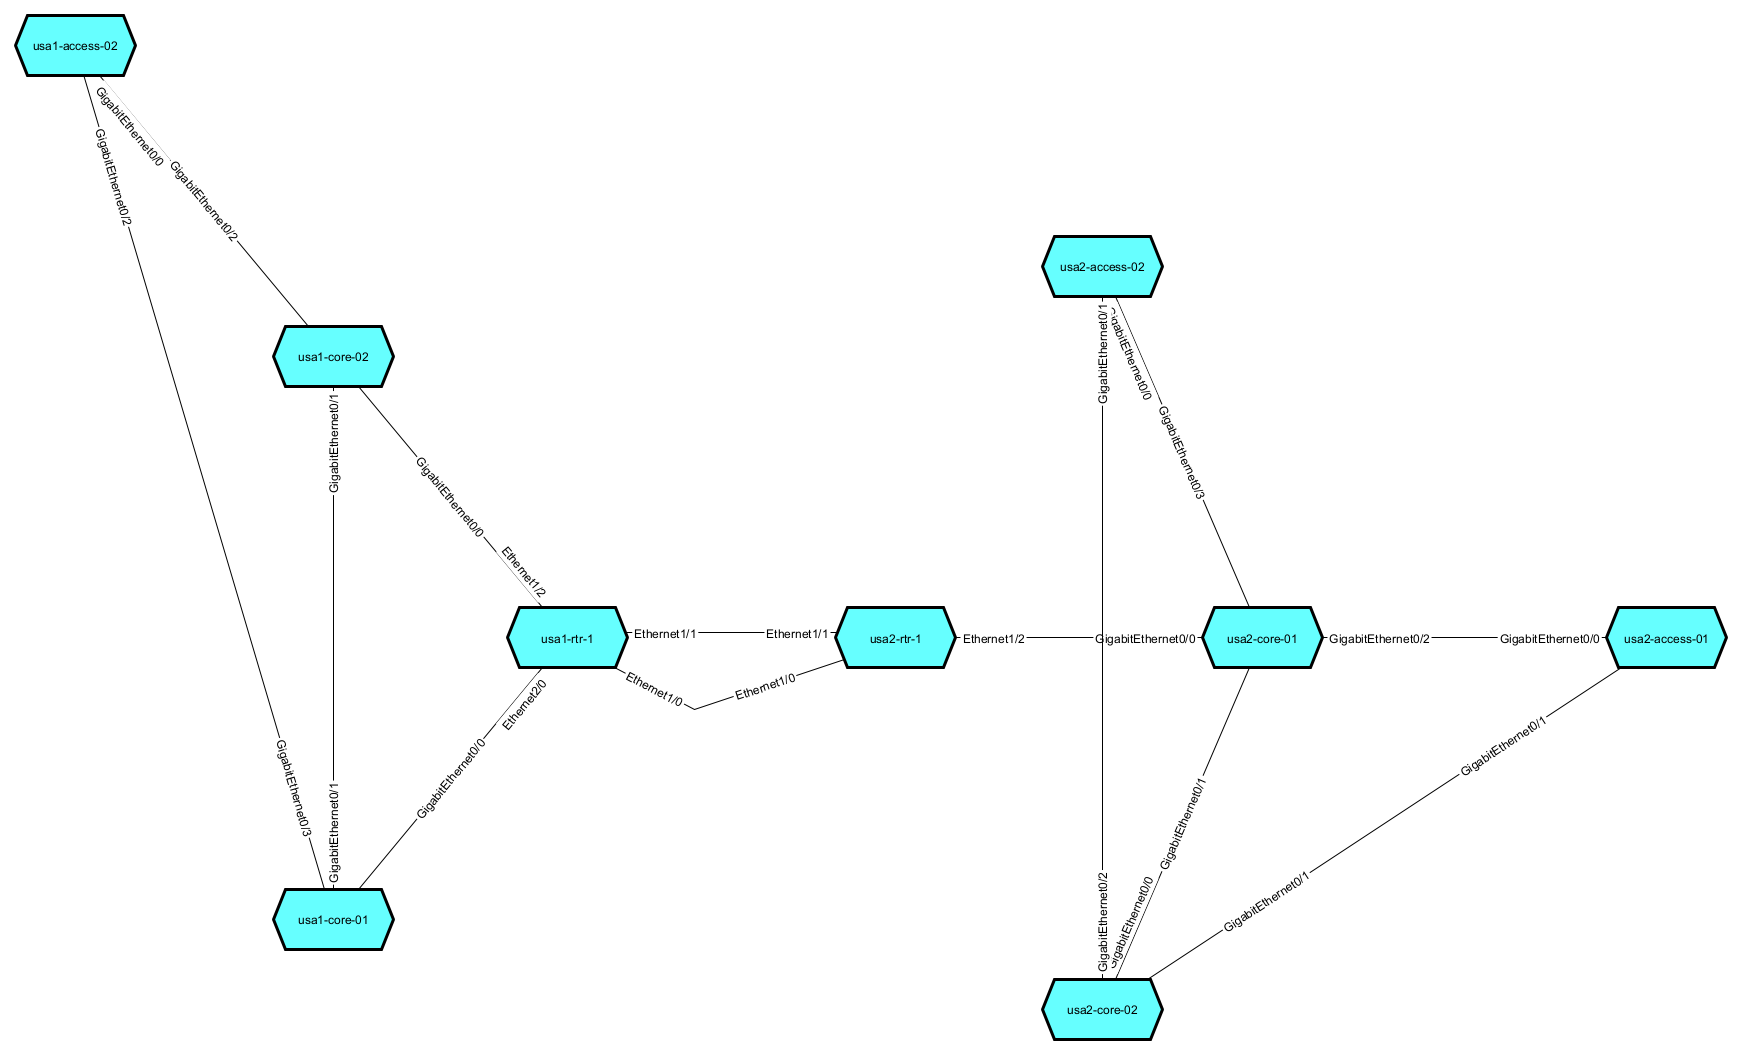 usa1-access-02
GigabitEthernet0/0
GigabitEthernet0/2
GigabitEthernet0/2
usa2-access-02
usa1-core-02
GigabitEthernet0/1
GigabitEthernet0/0
GigabitEthernet0/1
GigabitEthernet0/3
GigabitEthernet0/0
Ethernet1/2
usa1-rtr-1
Ethernet1/1
Ethernet1/1
usa2-rtr-1
Ethernet1/2
GigabitEthernet0/0
usa2-core-01
GigabitEthernet0/2
GigabitEthernet0/0
usa2-access-01
Ethernet1/0
Ethernet1/0
Ethernet2/0
GigabitEthernet0/0
GigabitEthernet0/3
GigabitEthernet0/1
GigabitEthernet0/1
GigabitEthernet0/1
GigabitEthernet0/2
GigabitEthernet0/0
GigabitEthernet0/1
usa1-core-01
usa2-core-02